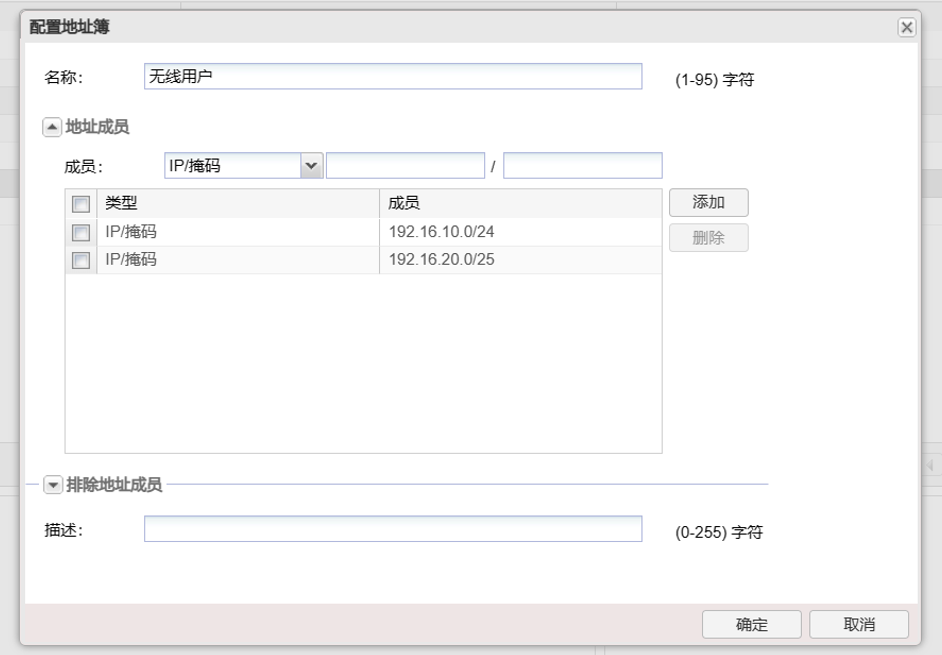 配置地址簿
名称：
无线用户
(1-95) 字符
地址成员
成员：
IP/掩码
/
类型
成员
添加
IP/掩码
192.16.10.0/24
删除
IP/掩码
192.16.20.0/25
排除地址成员
描述：
(0-255) 字符
确定
取消